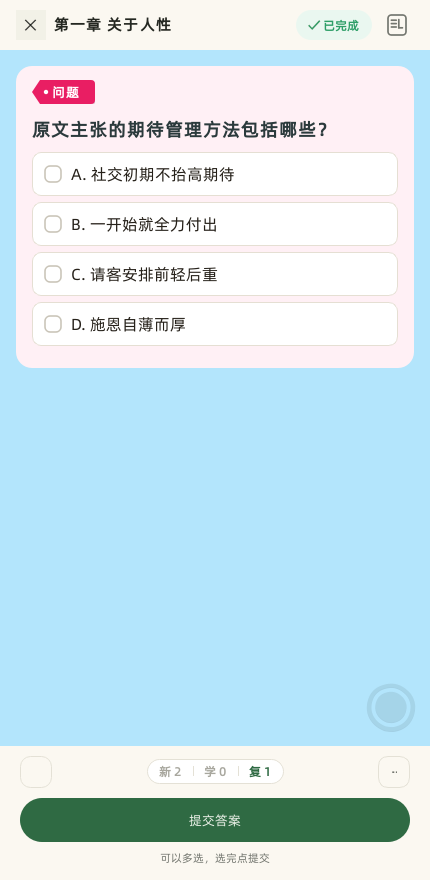 第一章 关于人性
已完成
问题
原文主张的期待管理方法包括哪些？
A. 社交初期不抬高期待
B. 一开始就全力付出
C. 请客安排前轻后重
D. 施恩自薄而厚
新 2 学 0 复 1
提交答案
可以多选，选完点提交